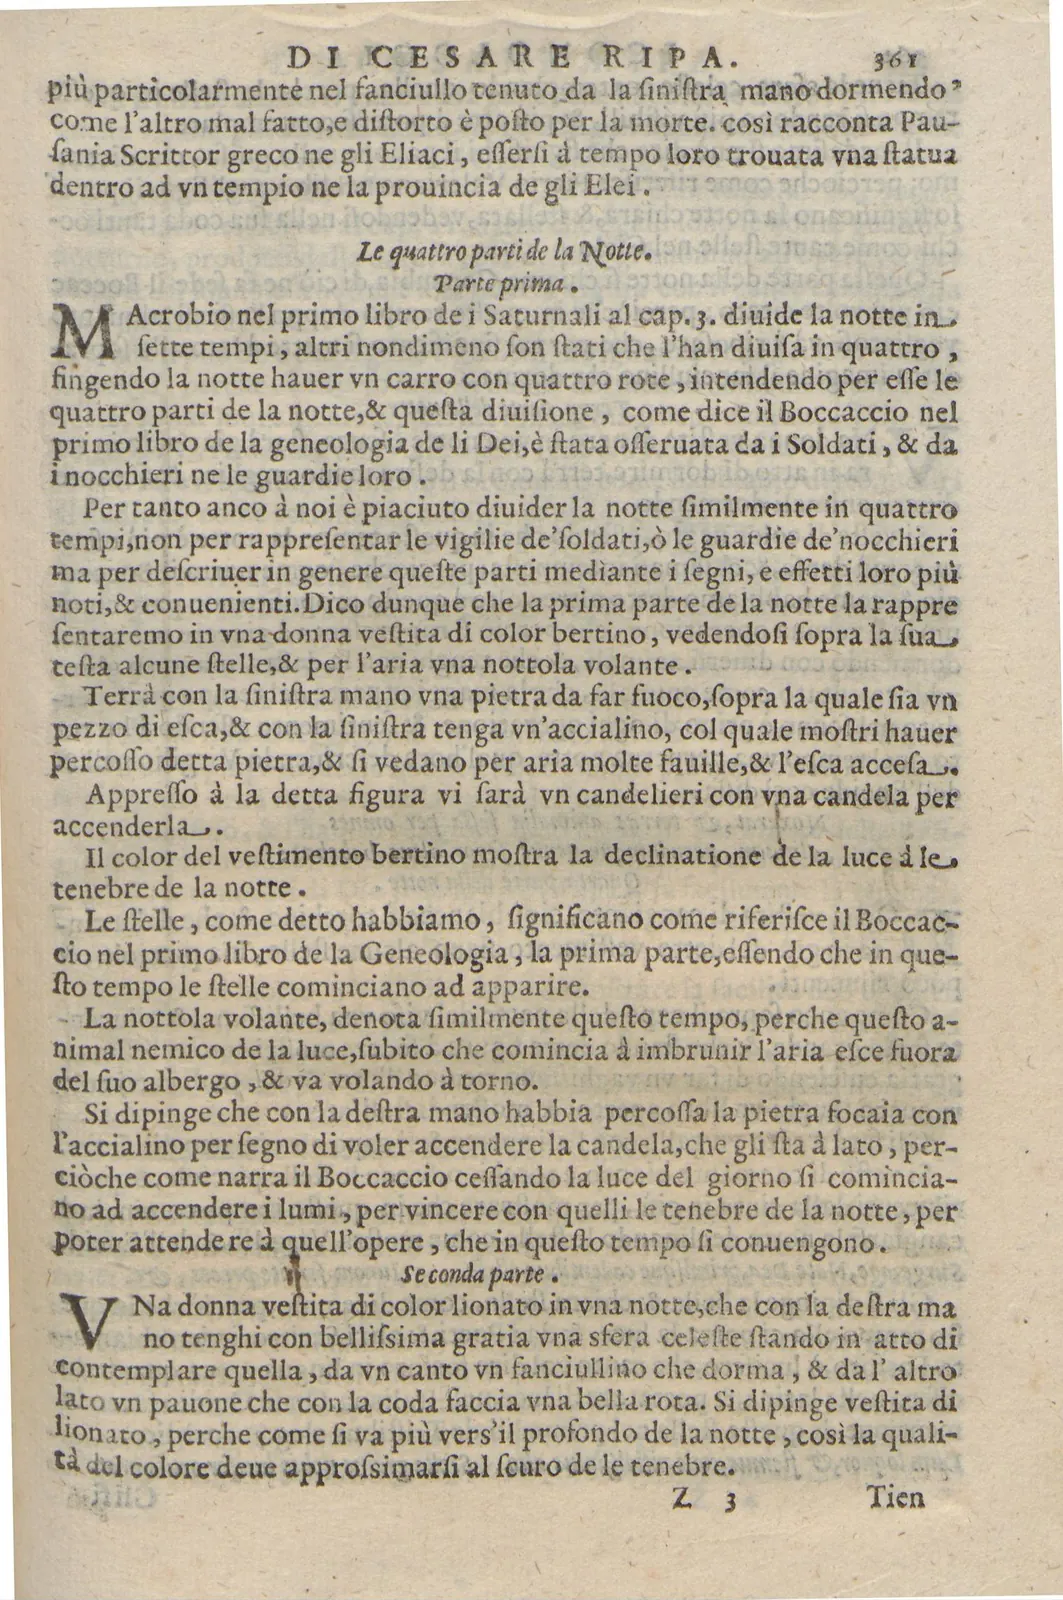 DI CESARE RIPA. 361
più particolarmente nel fanciullo tenuto da la ſiniſtra mano dormendo,
come l'altro mal fatto,e diſtorto è poſto per la morte. così racconta Pau-
ſania Scrittor greco ne gli Eliaci, eſſerſi à tempo loro trouata vna ſtatua
dentro ad vn tempio ne la prouincia de gli Elei.
Le quattro parti de la Notte.
Parte prima.
MAcrobio nel primo libro de i Saturnali al cap. 3. diuide la notte in
ſette tempi, altri nondimeno ſon ſtati che l'han diuiſa in quattro,
fingendo la notte hauer vn carro con quattro rote, intendendo per eſſe le
quattro parti de la notte,& queſta diuiſione, come dice il Boccaccio nel
primo libro de la geneologia de li Dei,è ſtata oſſeruata da i Soldati, & da
i nocchieri ne le guardie loro.
Per tanto anco à noi è piaciuto diuider la notte ſimilmente in quattro
tempi,non per rappreſentar le vigilie de'ſoldati,ò le guardie de'nocchieri
ma per deſcriuer in genere queſte parti mediante i ſegni, e effetti loro più
noti,& conuenienti. Dico dunque che la prima parte de la notte la rappre
ſentaremo in vna donna veſtita di color bertino, vedendoſi ſopra la ſua
teſta alcune ſtelle,& per l'aria vna nottola volante.
Terrà con la ſiniſtra mano vna pietra da far fuoco,ſopra la quale ſia vn
pezzo di eſca,& con la ſiniſtra tenga vn'accialino, col quale moſtri hauer
percoſſo detta pietra,& ſi vedano per aria molte fauille,& l'eſca acceſa.
Appreſſo à la detta figura vi ſarà vn candelieri con vna candela per
accenderla.
Il color del veſtimento bertino moſtra la declinatione de la luce à le
tenebre de la notte.
Le ſtelle, come detto habbiamo, ſignificano come riferiſce il Boccac-
cio nel primo libro de la Geneologia, la prima parte,eſſendo che in que-
ſto tempo le ſtelle cominciano ad apparire.
La nottola volante, denota ſimilmente queſto tempo, perche queſto a-
nimal nemico de la luce,ſubito che comincia à imbrunir l'aria eſce fuora
del ſuo albergo, & va volando à torno.
Si dipinge che con la deſtra mano habbia percoſſa la pietra focaia con
l'accialino per ſegno di voler accendere la candela,che gli ſta à lato, per-
ciòche come narra il Boccaccio ceſſando la luce del giorno ſi comincia-
no ad accendere i lumi, per vincere con quelli le tenebre de la notte, per
poter attendere à quell'opere, che in queſto tempo ſi conuengono.
Seconda parte.
VNa donna veſtita di color lionato in vna notte,che con la deſtra ma
no tenghi con belliſsima gratia vna sfera celeſte ſtando in atto di
contemplare quella, da vn canto vn fanciullino che dorma, & da l' altro
lato vn pauone che con la coda faccia vna bella rota. Si dipinge veſtita di
lionato, perche come ſi va più vers'il profondo de la notte, così la quali-
tà del colore deue approſsimarſi al ſcuro de le tenebre.
Z 3 Tien